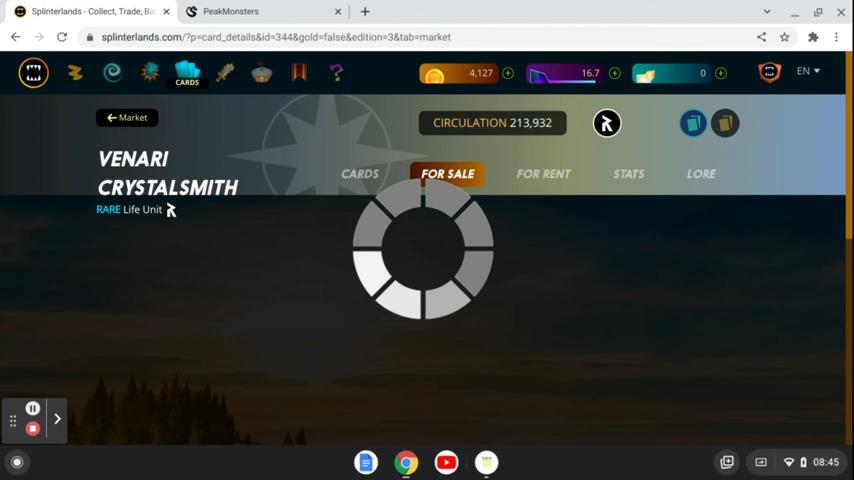 Splinterlands - Collect, Trade, Ba
PeakMonsters
splinterlands.com/?p=card_details&id=344&gold=false&edition=3&tab=market
CARDS
4,127
16.7
0
EN
Market
CIRCULATION 213,932
VENARI
CRYSTALSMITH
RARE Life Unit
CARDS
FOR SALE
FOR RENT
STATS
LORE
08:45